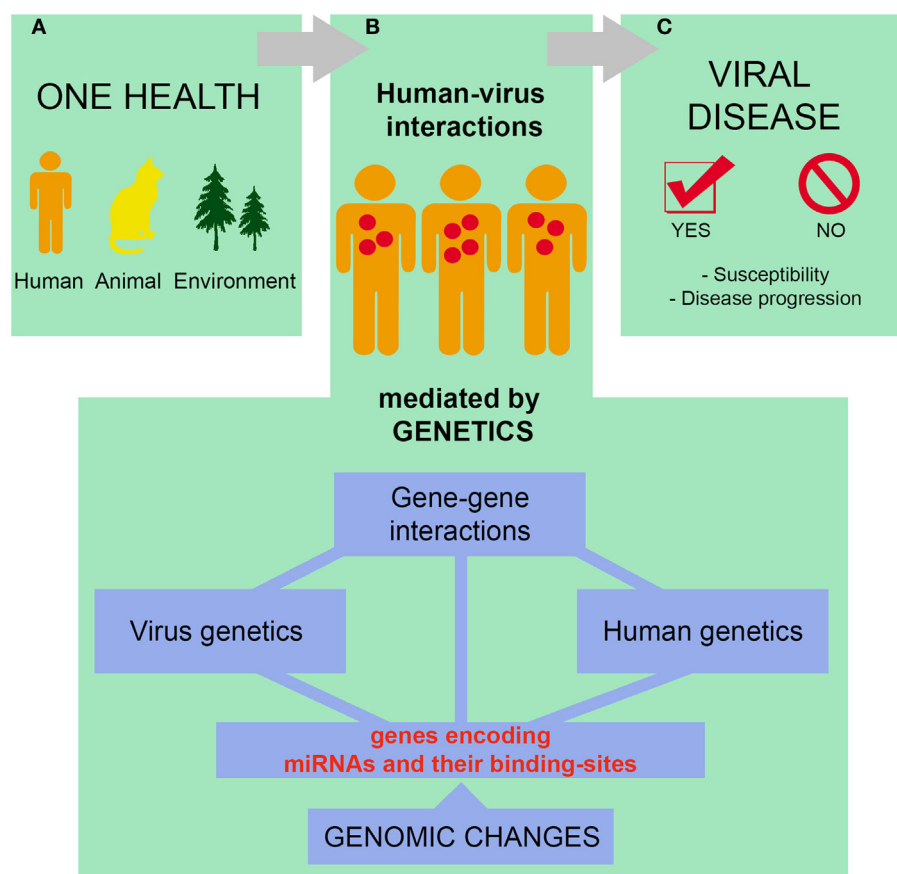 A
ONE HEALTH
Human Animal Environment
B
Human-virus
interactions
mediated by
GENETICS
C
VIRAL
DISEASE
YES NO
- Susceptibility
- Disease progression
Gene-gene
interactions
Virus genetics
Human genetics
genes encoding
miRNAs and their binding-sites
GENOMIC CHANGES